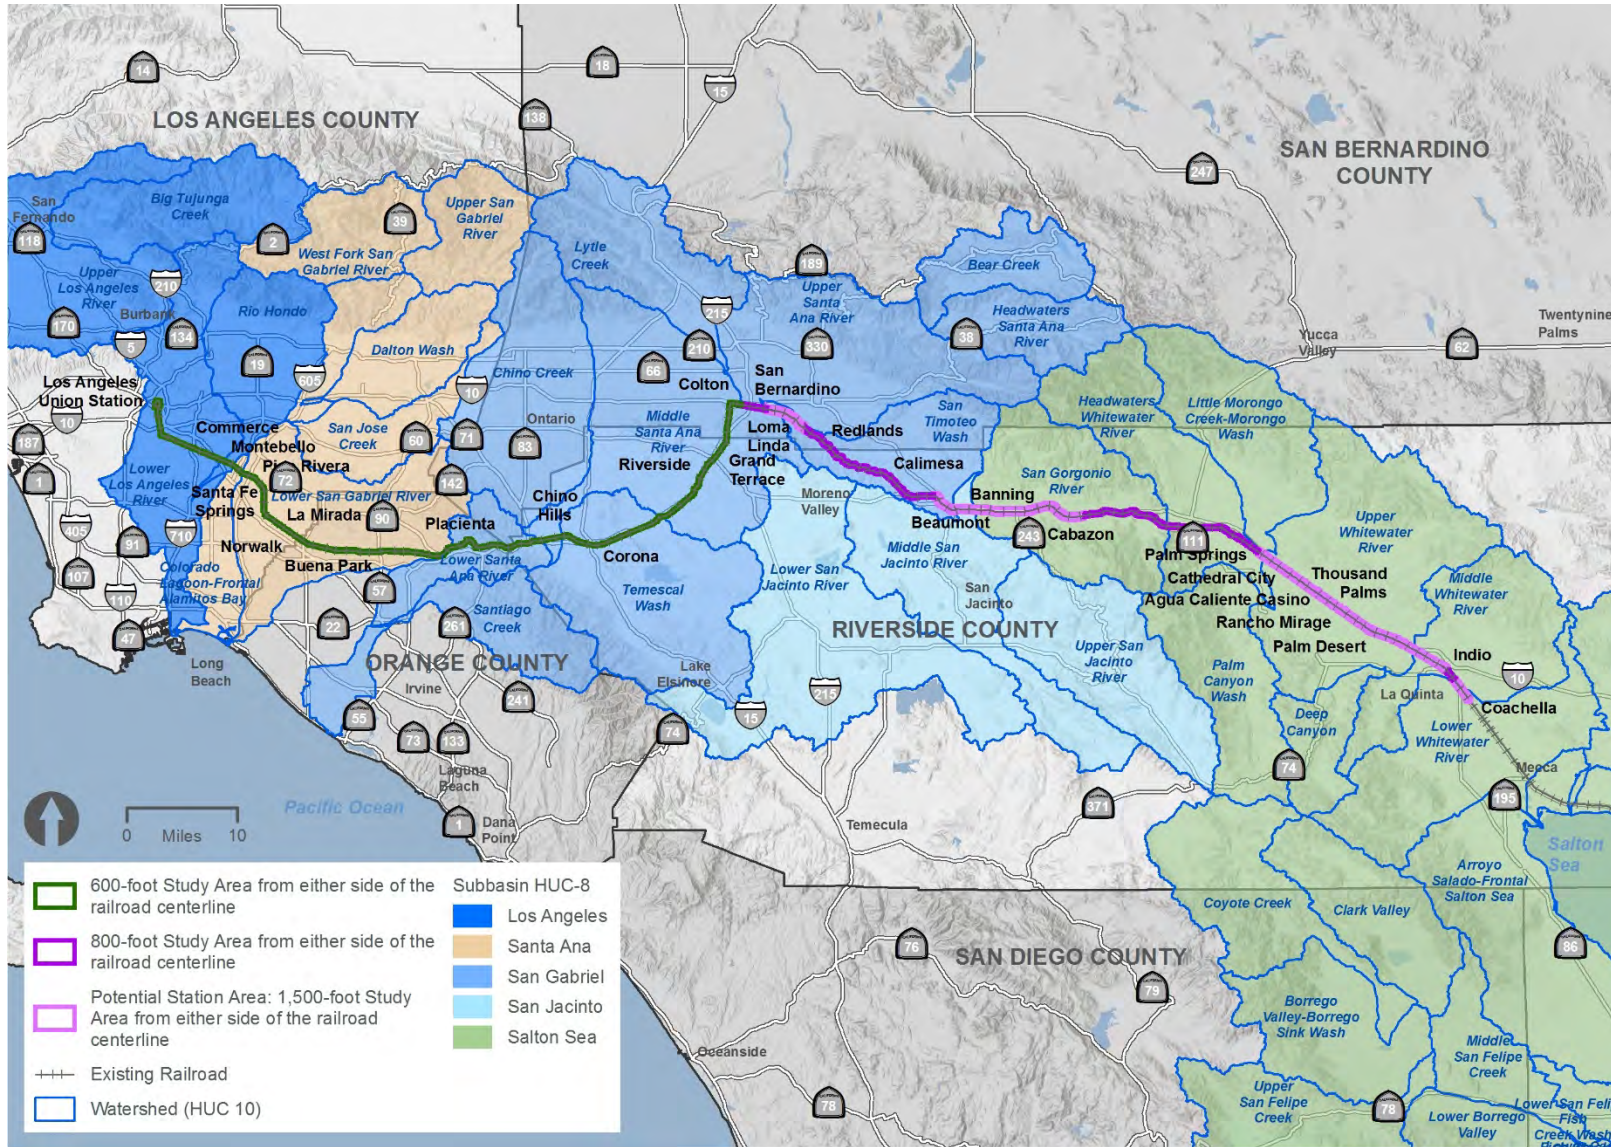 14
18
15
138
LOS ANGELES COUNTY
SAN BERNARDINO
COUNTY
247
San
Fernando
118
Big Tujunga
Creek
2
39
West Fork San
Gabriel River
Upper San
Gabriel
River
Lytle
Creek
189
Bear Creek
Upper
Los Angeles
River
210
Burbank
170
5
134
Rio Hondo
19
605
Dalton Wash
10
Chino Creek
215
210
66
Upper
Santa
Ana River
330
38
Headwaters
Santa Ana
River
Yucca
Valley
62
Twentynine
Palms
Los Angeles
Union Station
10
187
1
Commerce
Montebello
Pico Rivera
72
San Jose
Creek
60
71
142
Ontario
83
Colton
San
Bernardino
Middle
Santa Ana
River
Riverside
Loma
Linda
Grand
Terrace
Redlands
San
Timoteo
Wash
Calimesa
Moreno
Valley
Headwaters
Whitewater
River
Little Morongo
Creek-Morongo
Wash
San Gorgonio
River
Banning
Beaumont
243
Cabazon
Lower
Los Angeles
River
Santa Fe
Springs
Lower San Gabriel River
La Mirada
90
Placienta
Chino
Hills
405
91
710
Norwalk
Buena Park
Lower Santa
Ana River
Corona
107
110
47
Colorado
Lagoon-Frontal
Alamitos Bay
57
22
261
Santiago
Creek
Temescal
Wash
Lower San
Jacinto River
Middle San
Jacinto River
San
Jacinto
111
Palm Springs
Cathedral City
Agua Caliente Casino
Rancho Mirage
Palm Desert
Upper
Whitewater
River
Thousand
Palms
Middle
Whitewater
River
Indio
10
Long
Beach
ORANGE COUNTY
Irvine
241
55
73
133
Laguna
Beach
1
Dana
Point
Lake
Elsinore
74
15
215
RIVERSIDE COUNTY
Upper San
Jacinto
River
Palm
Canyon
Wash
Deep
Canyon
La Quinta
Coachella
Lower
Whitewater
River
74
Mecca
195
371
Temecula
Pacific Ocean
0 10
Miles
Salton
Sea
Arroyo
Salado-Frontal
Salton Sea
Coyote Creek
Clark Valley
86
76
SAN DIEGO COUNTY
79
Borrego
Valley-Borrego
Sink Wash
Middle
San Felipe
Creek
Oceanside
78
Upper
San Felipe
Creek
78
Lower Borrego
Valley
Fish
600-foot Study Area from either side of the
railroad centerline
800-foot Study Area from either side of the
railroad centerline
Potential Station Area: 1,500-foot Study
Area from either side of the railroad
centerline
Existing Railroad
Watershed (HUC 10)
Subbasin HUC-8
Los Angeles
Santa Ana
San Gabriel
San Jacinto
Salton Sea